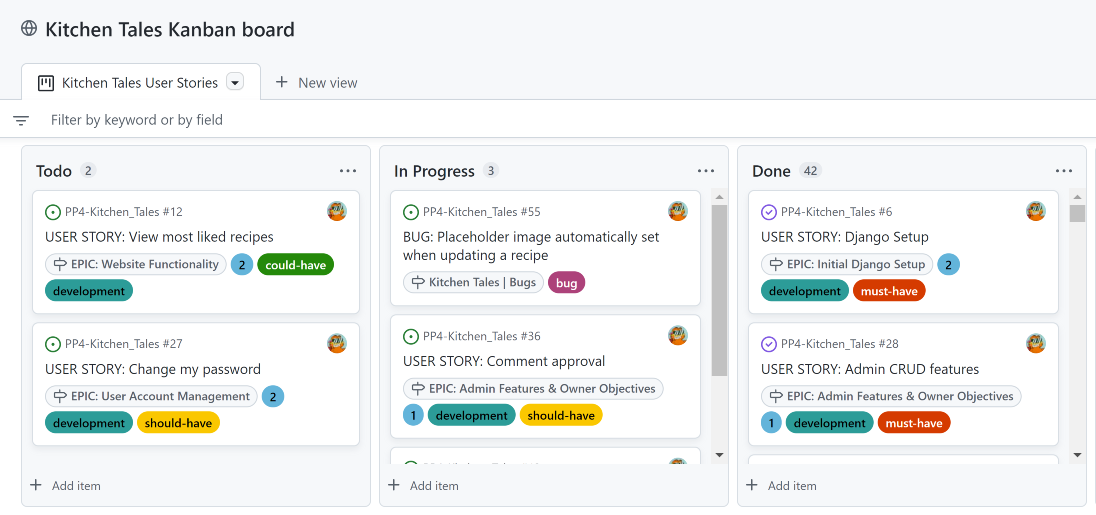 Kitchen Tales Kanban board
Kitchen Tales User Stories
New view
Filter by keyword or by field
Todo 2
PP4-Kitchen_Tales #12
USER STORY: View most liked recipes
EPIC: Website Functionality 2 could-have
development
PP4-Kitchen_Tales #27
USER STORY: Change my password
EPIC: User Account Management 2
development should-have
Add item
In Progress 3
PP4-Kitchen_Tales #55
BUG: Placeholder image automatically set
when updating a recipe
Kitchen Tales | Bugs bug
PP4-Kitchen_Tales #36
USER STORY: Comment approval
EPIC: Admin Features & Owner Objectives
1 development should-have
Add item
Done 42
PP4-Kitchen_Tales #6
USER STORY: Django Setup
EPIC: Initial Django Setup 2
development must-have
PP4-Kitchen_Tales #28
USER STORY: Admin CRUD features
EPIC: Admin Features & Owner Objectives
1 development must-have
Add item